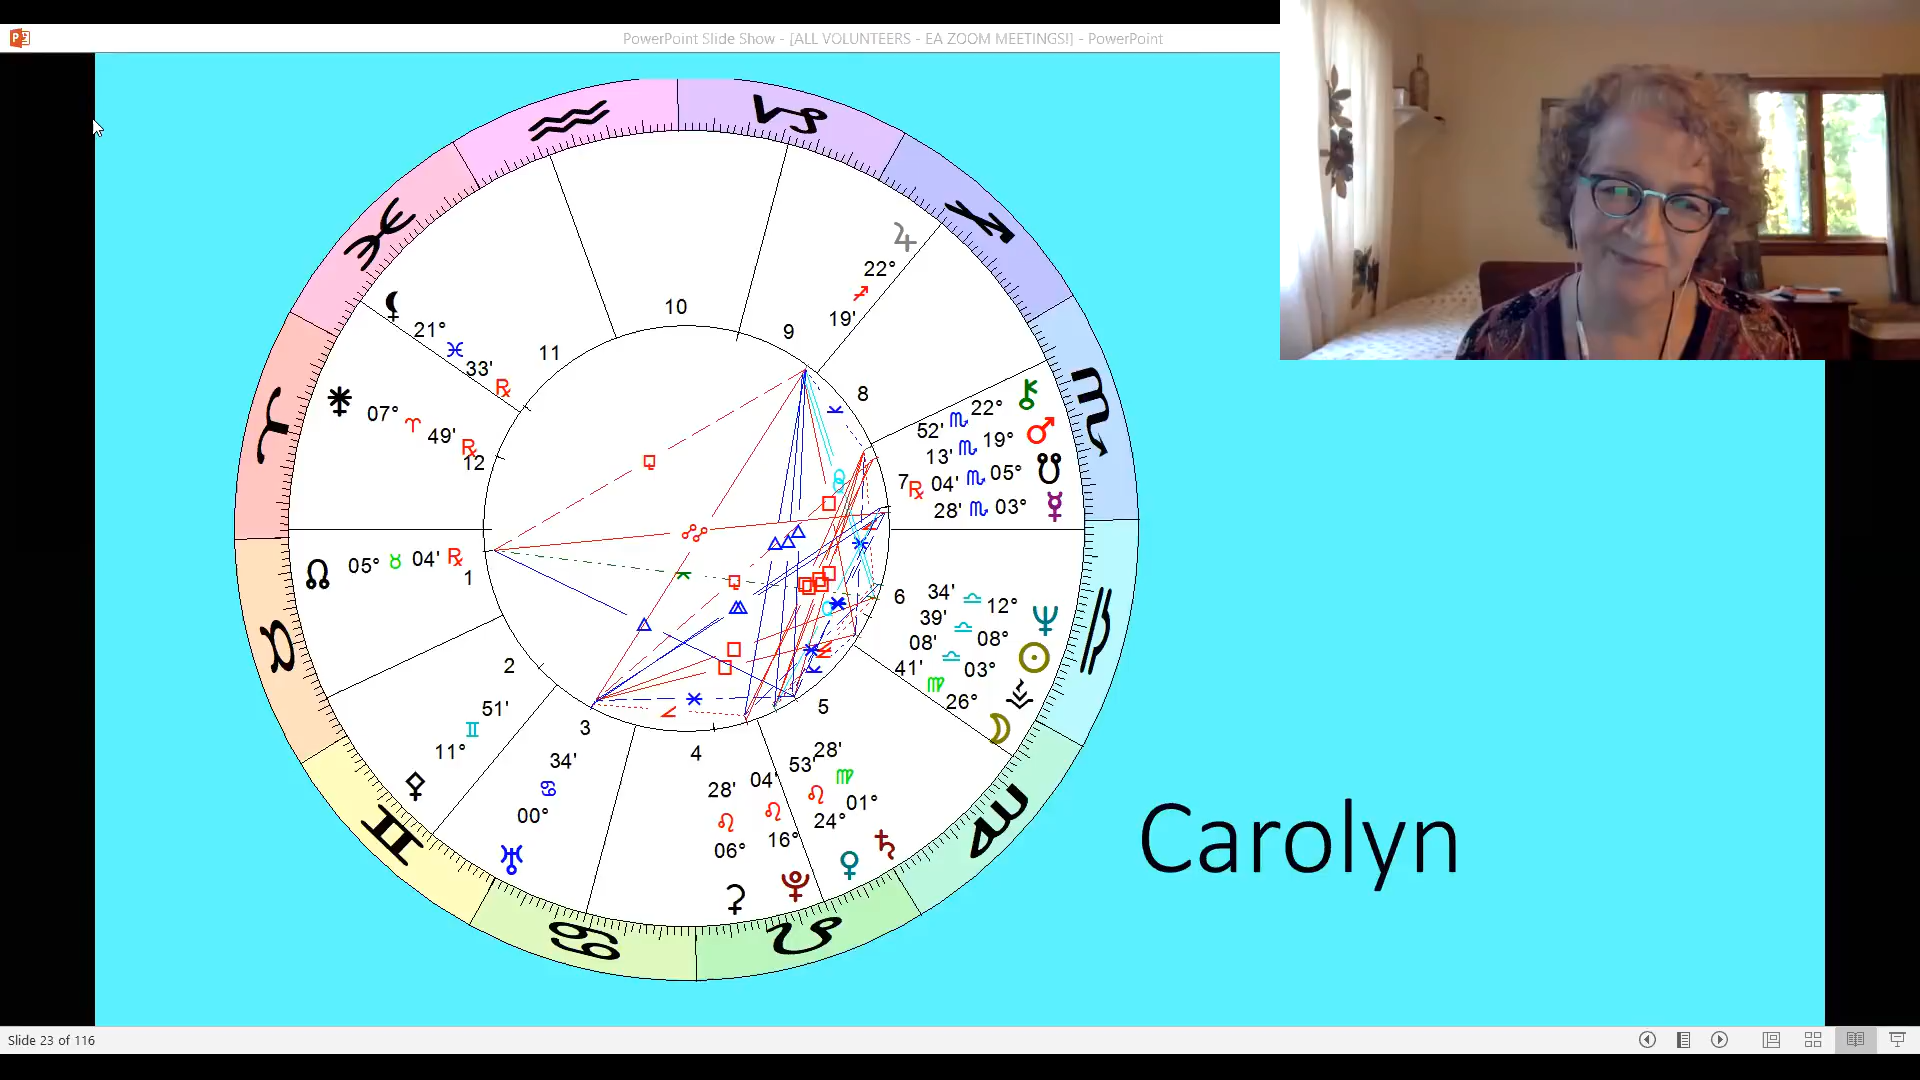 PowerPoint Slide Show - [ALL VOLUNTEERS - EA ZOOM MEETINGS!] - PowerPoint
♒ ♑
♓ ♐
♈ ♏
♉ ♎
♊ ♍
♋ ♌
10
9
11
8
12
7
1
6
2
5
3
4
♃ 22° ♐ 19'
⚸ 21° ♓ 33' ℞
⚵ 07° ♈ 49' ℞
☊ 05° ♉ 04' ℞
⚴ 11° ♊ 51'
♅ 00° ♋ 34'
⚳ 06° ♌ 28'
♇ 16° ♌ 04'
♀ 24° ♌ 53'
♄ 01° ♍ 28'
☽ 26° ♍ 41'
⚶ 03° ♎ 08'
☉ 08° ♎ 39'
♆ 12° ♎ 34'
☿ 03° ♏ 28'
☋ 05° ♏ 04' ℞
♂ 19° ♏ 13'
⚷ 22° ♏ 52'
Carolyn
Slide 23 of 116